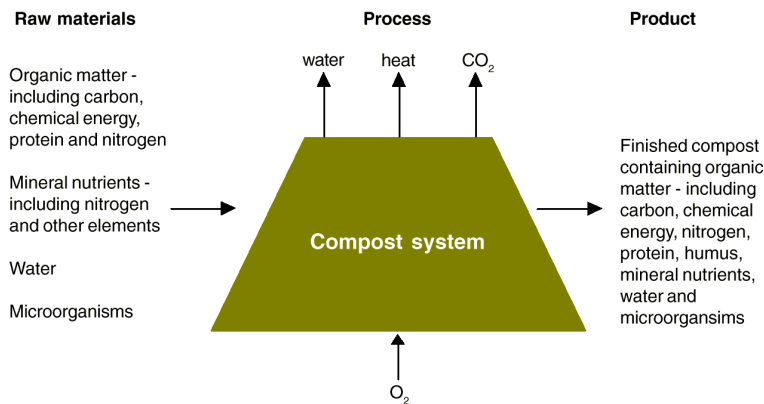 Raw materials
Process
Product
water
heat
CO₂
Organic matter -
including carbon,
chemical energy,
protein and nitrogen
Mineral nutrients -
including nitrogen
and other elements
Water
Microorganisms
Compost system
Finished compost
containing organic
matter - including
carbon, chemical
energy, nitrogen,
protein, humus,
mineral nutrients,
water and
microorgansims
O₂